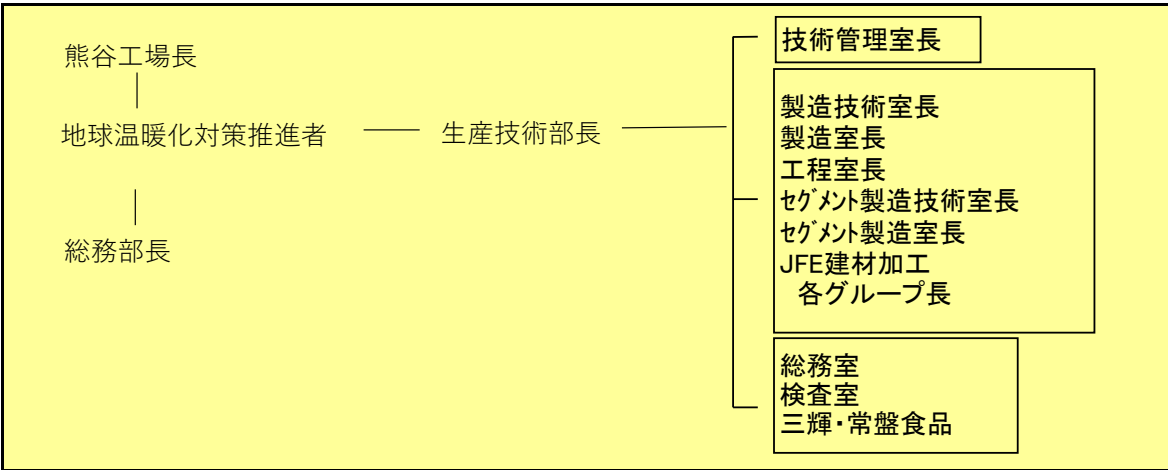 熊谷工場長
地球温暖化対策推進者
総務部長
生産技術部長
技術管理室長
製造技術室長
製造室長
工程室長
ｾｸﾞﾒﾝﾄ製造技術室長
ｾｸﾞﾒﾝﾄ製造室長
JFE建材加工
各グループ長
総務室
検査室
三輝・常盤食品